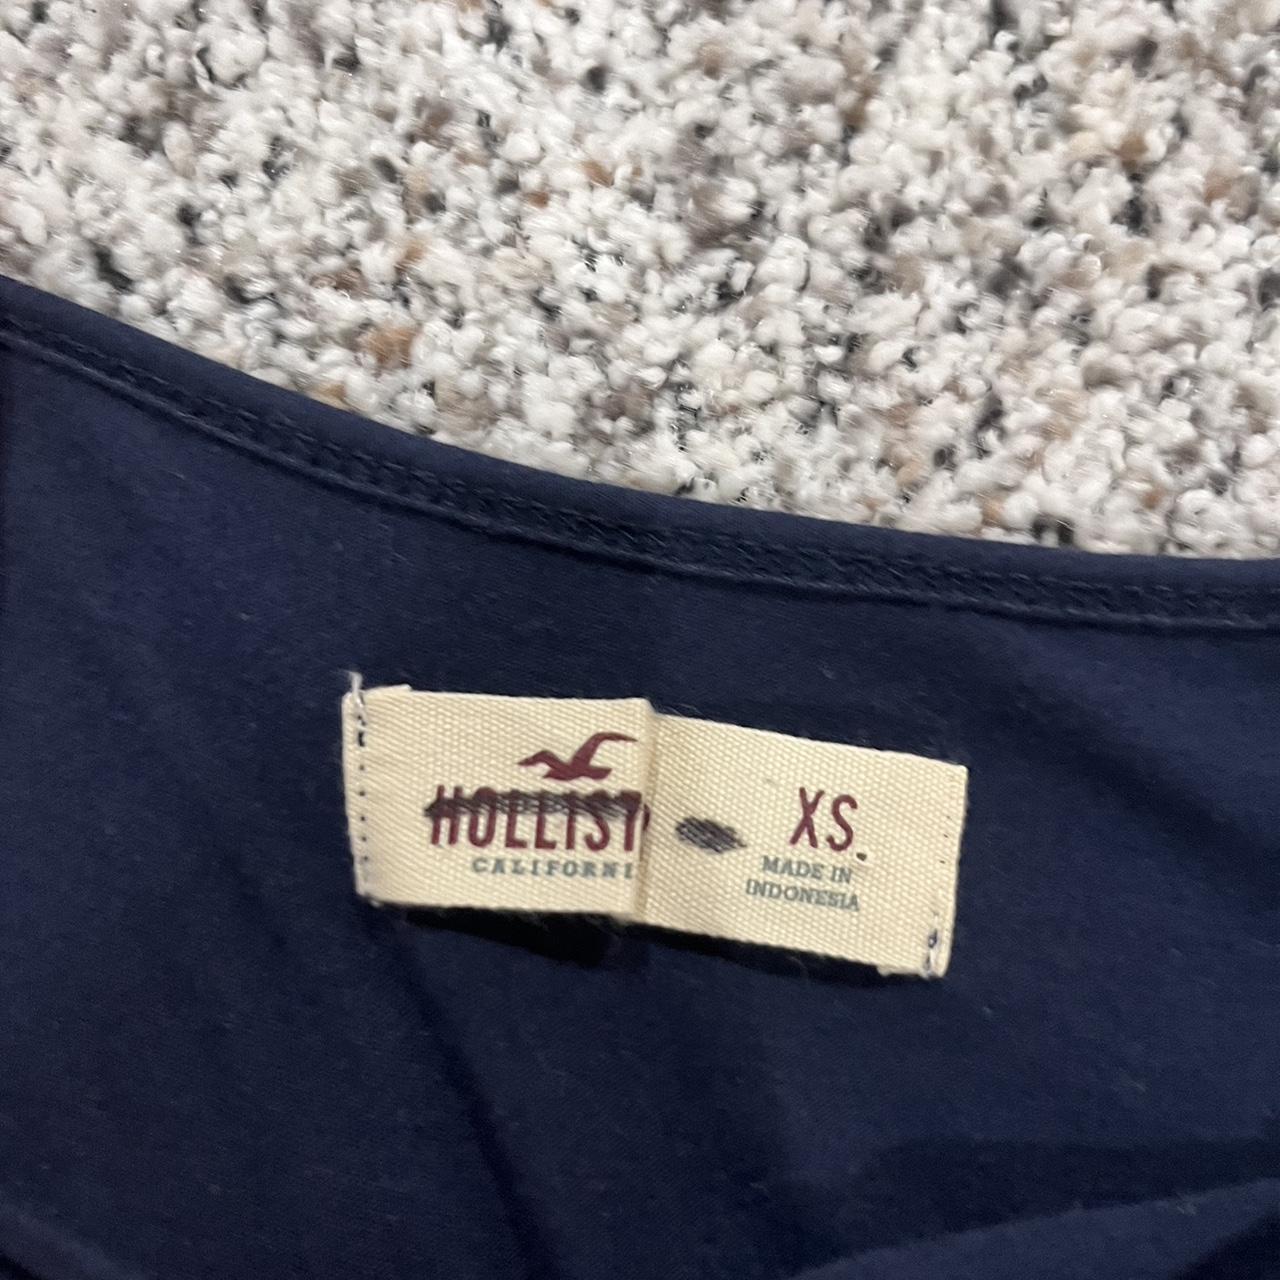 HOLLIST
CALIFORNI
XS.
MADE IN
INDONESIA